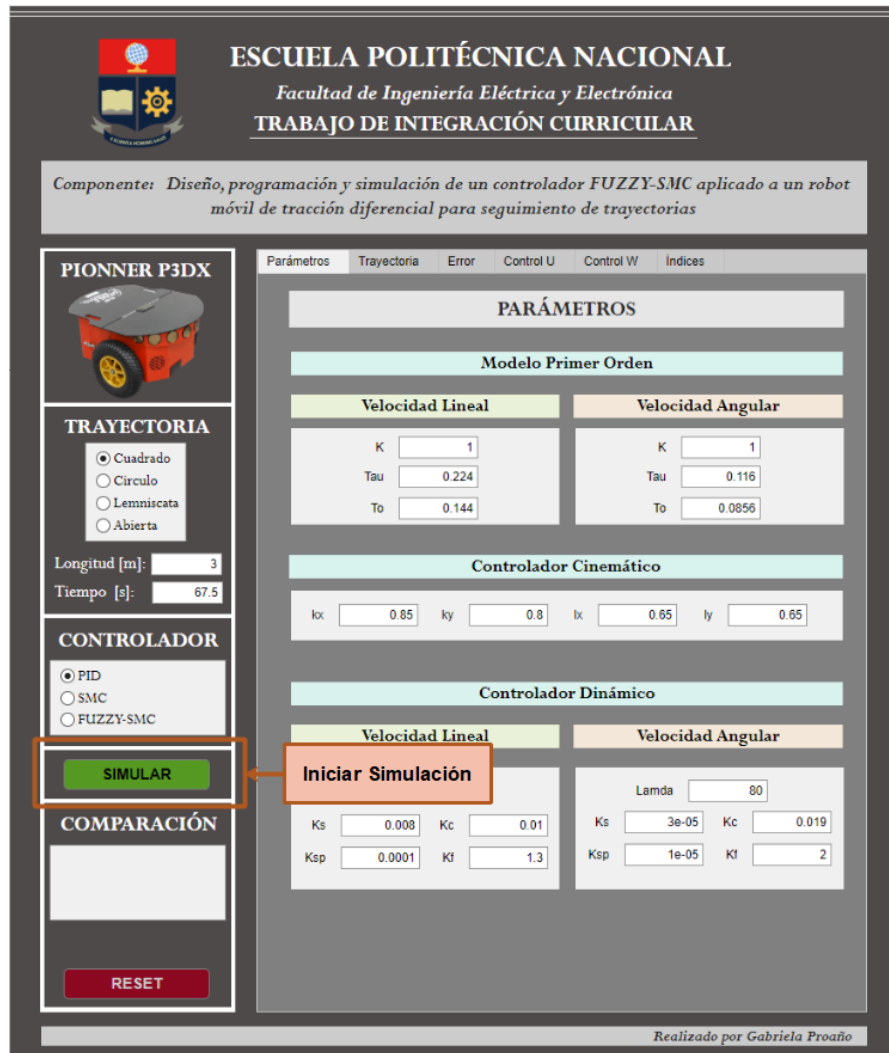 ESCUELA POLITÉCNICA NACIONAL
Facultad de Ingeniería Eléctrica y Electrónica
TRABAJO DE INTEGRACIÓN CURRICULAR
Componente: Diseño, programación y simulación de un controlador FUZZY-SMC aplicado a un robot
móvil de tracción diferencial para seguimiento de trayectorias
PIONNER P3DX
TRAYECTORIA
Cuadrado
Circulo
Lemniscata
Abierta
Longitud [m]: 3
Tiempo [s]: 67.5
CONTROLADOR
PID
SMC
FUZZY-SMC
SIMULAR
COMPARACIÓN
RESET
Parámetros Trayectoria Error Control U Control W Índices
PARÁMETROS
Modelo Primer Orden
Velocidad Lineal Velocidad Angular
K 1 K 1
Tau 0.224 Tau 0.116
To 0.144 To 0.0856
Controlador Cinemático
kx 0.85 ky 0.8 lx 0.65 ly 0.65
Controlador Dinámico
Velocidad Lineal Velocidad Angular
Iniciar Simulación
Lamda 80
Ks 0.008 Kc 0.01 Ks 3e-05 Kc 0.019
Ksp 0.0001 Kf 1.3 Ksp 1e-05 Kf 2
Realizado por Gabriela Proaño